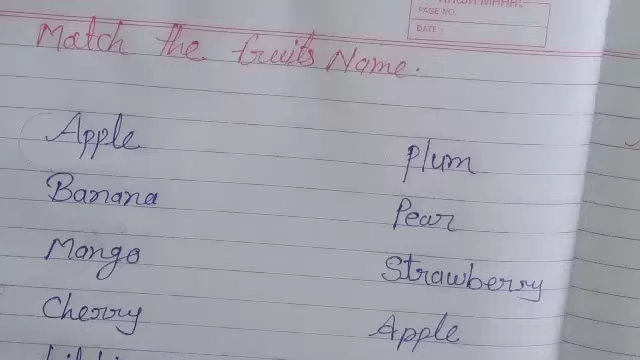 PAGE NO.
DATE:
Match the fruits Name.
Apple
Plum
Banana
Pear
Mango
Strawberry
Cherry
Apple